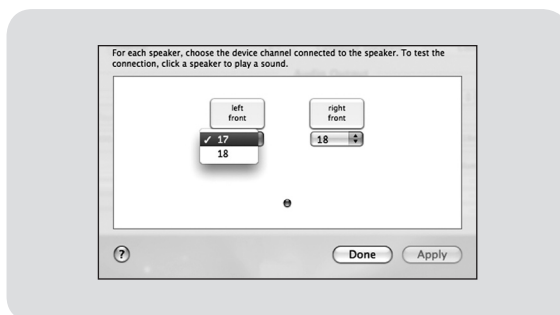 For each speaker, choose the device channel connected to the speaker. To test the
connection, click a speaker to play a sound.
left
front
right
front
✓ 17
18
18
?
Done
Apply